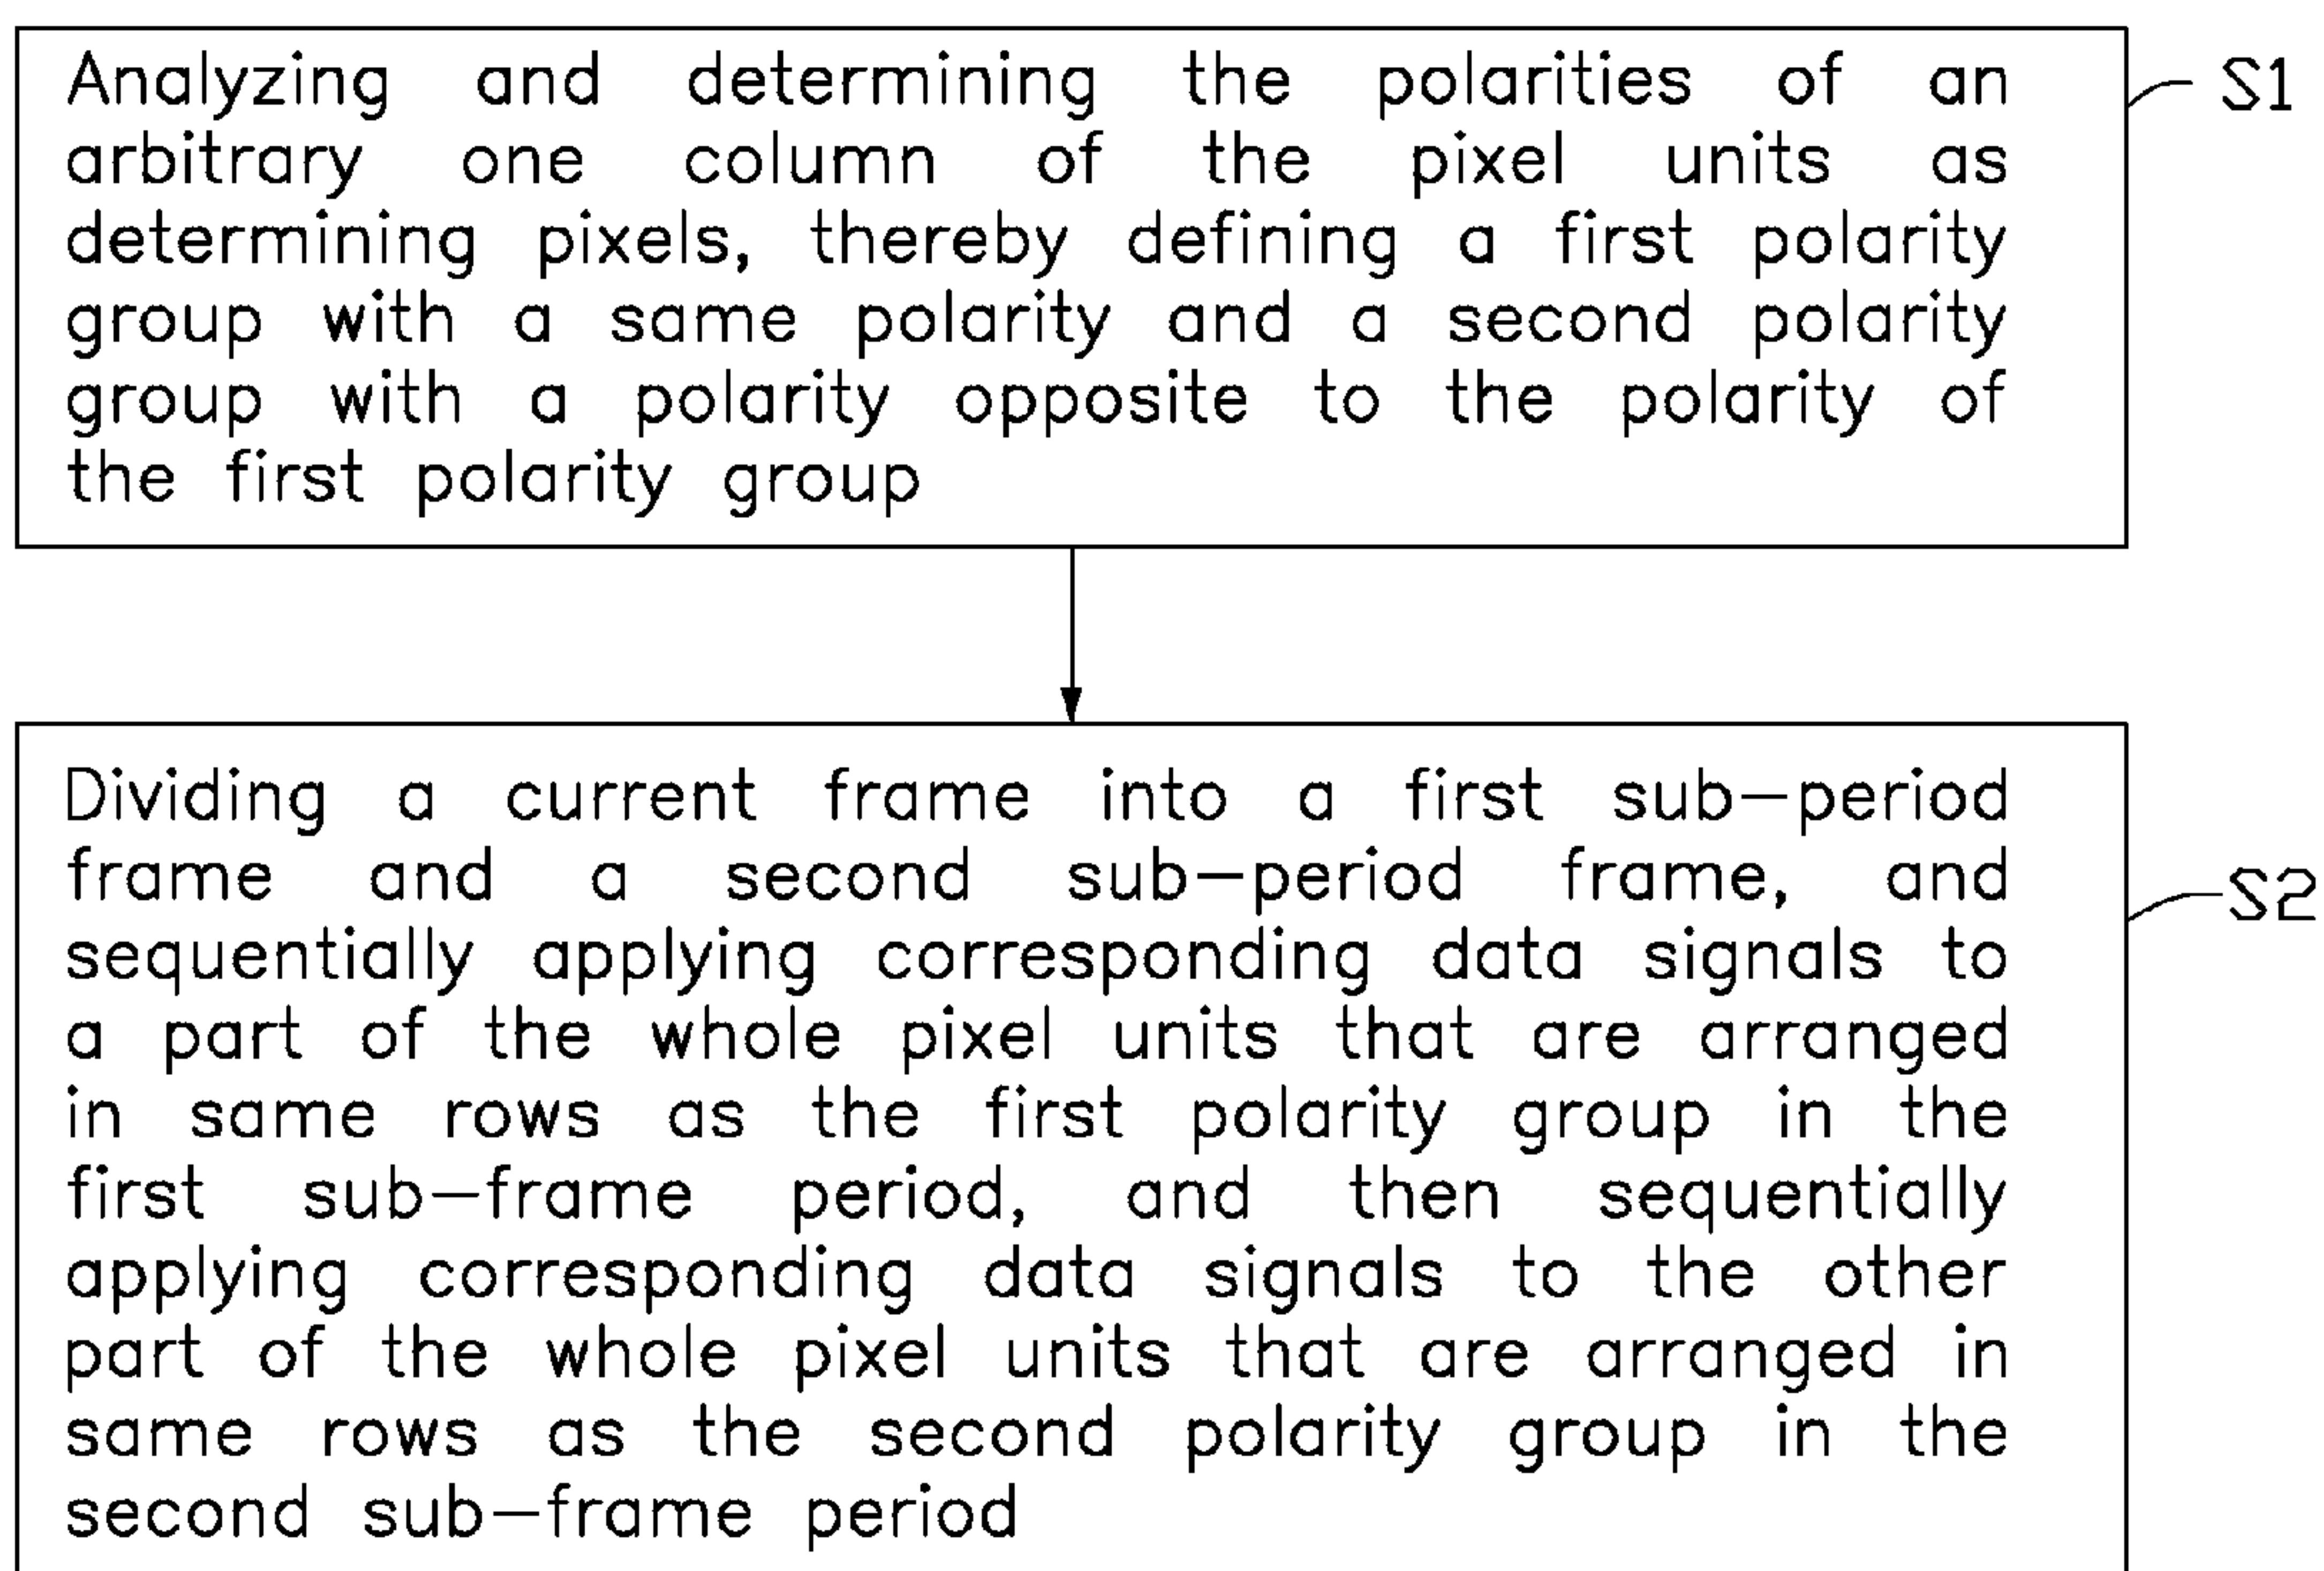 Analyzing and determining the polarities of an
arbitrary one column of the pixel units as
determining pixels, thereby defining a first polarity
group with a same polarity and a second polarity
group with a polarity opposite to the polarity of
the first polarity group
S1
Dividing a current frame into a first sub-period
frame and a second sub-period frame, and
sequentially applying corresponding data signals to
a part of the whole pixel units that are arranged
in same rows as the first polarity group in the
first sub-frame period, and then sequentially
applying corresponding data signals to the other
part of the whole pixel units that are arranged in
same rows as the second polarity group in the
second sub-frame period
S2